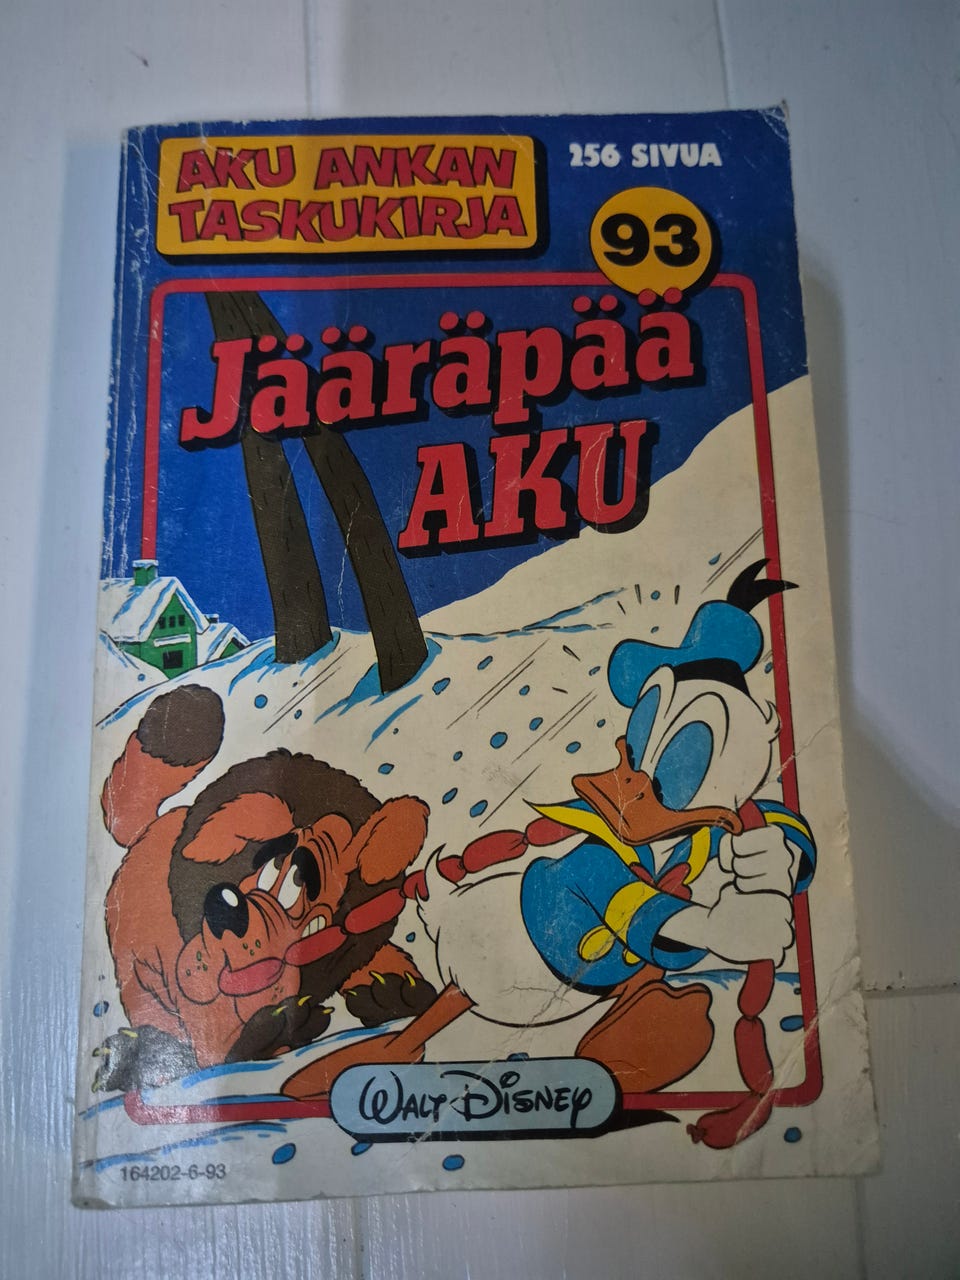 AKU ANKAN
TASKUKIRJA
256 SIVUA
93
Jääräpää
AKU
WALT DISNEY
164202-6-93